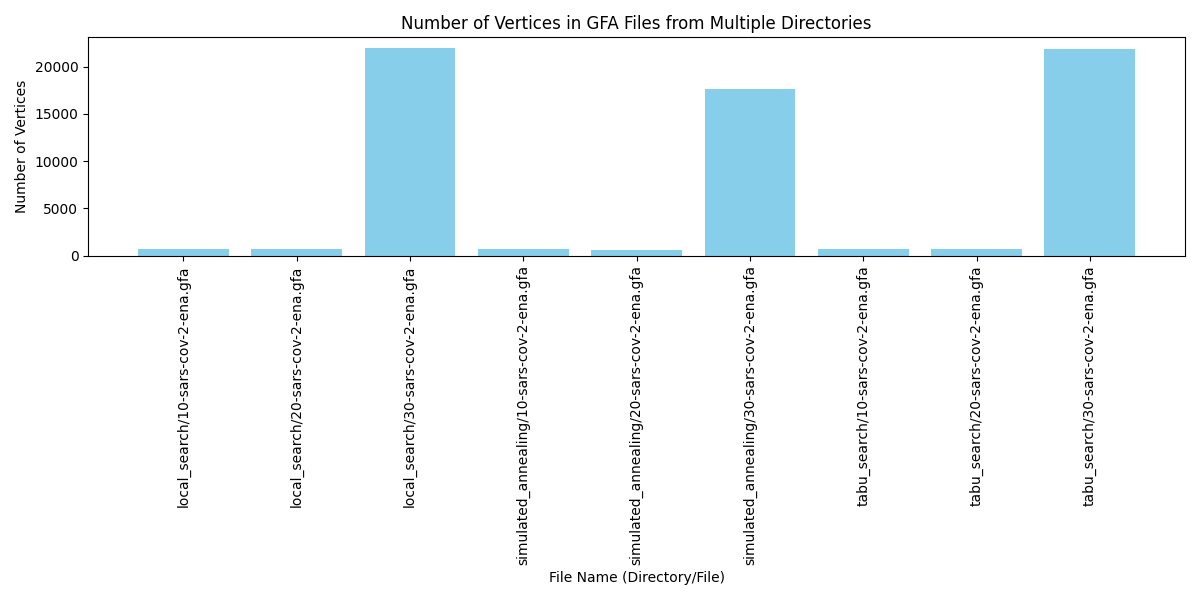 Number of Vertices in GFA Files from Multiple Directories
Number of Vertices
20000
15000
10000
5000
0
local_search/10-sars-cov-2-ena.gfa
local_search/20-sars-cov-2-ena.gfa
local_search/30-sars-cov-2-ena.gfa
simulated_annealing/10-sars-cov-2-ena.gfa
simulated_annealing/20-sars-cov-2-ena.gfa
simulated_annealing/30-sars-cov-2-ena.gfa
tabu_search/10-sars-cov-2-ena.gfa
tabu_search/20-sars-cov-2-ena.gfa
tabu_search/30-sars-cov-2-ena.gfa
File Name (Directory/File)